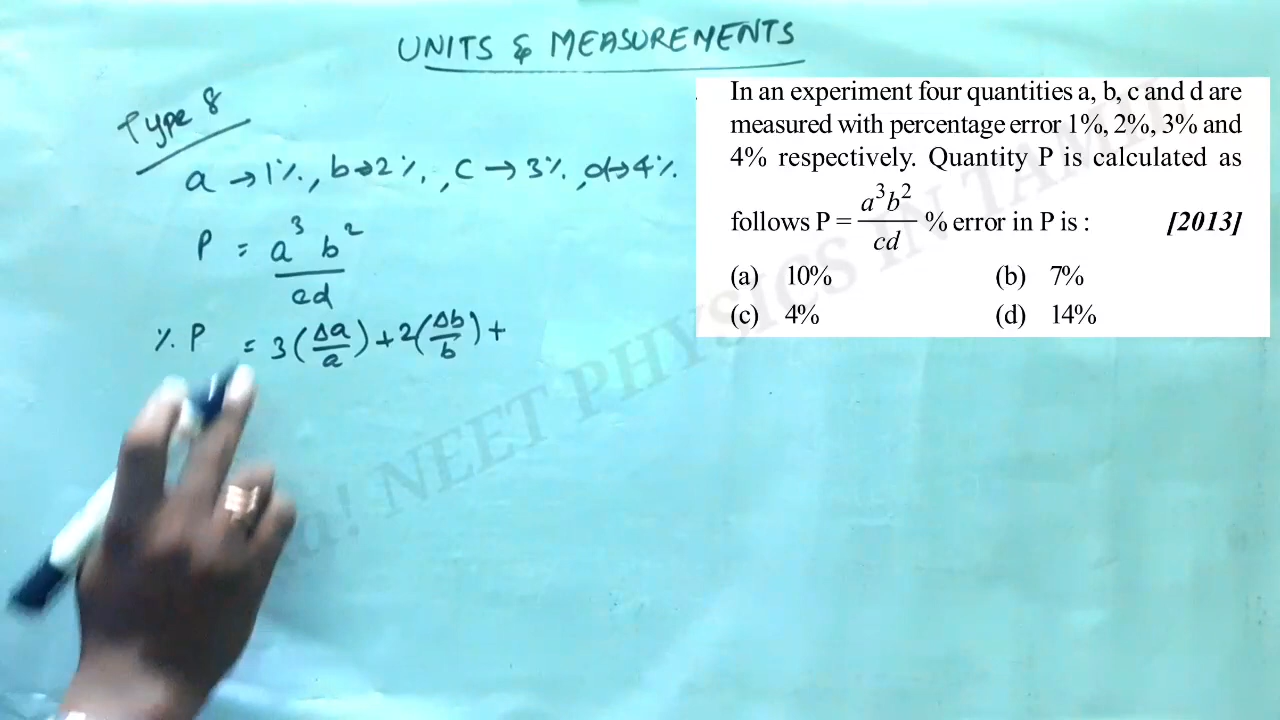 UNITS & MEASUREMENTS
Type 8
a → 1%, b → 2%, c → 3%, d → 4%
P = a³ b² / cd
% P = 3(Δa/a) + 2(Δb/b) +
In an experiment four quantities a, b, c and d are
measured with percentage error 1%, 2%, 3% and
4% respectively. Quantity P is calculated as
follows P = a³b²/cd % error in P is : [2013]
(a) 10% (b) 7%
(c) 4% (d) 14%
NEET PHYSICS IN TAMIL